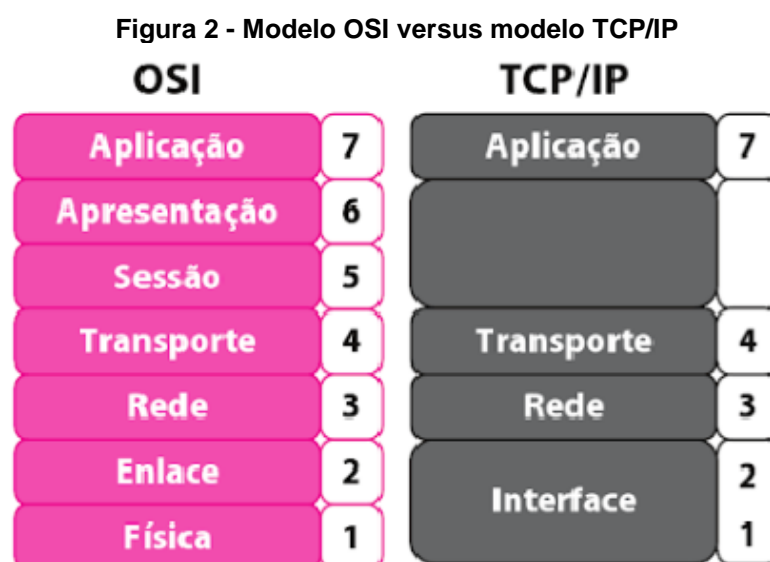 Figura 2 - Modelo OSI versus modelo TCP/IP
OSI
TCP/IP
Aplicação 7
Apresentação 6
Sessão 5
Transporte 4
Rede 3
Enlace 2
Física 1
Aplicação 7
Transporte 4
Rede 3
Interface 2
1